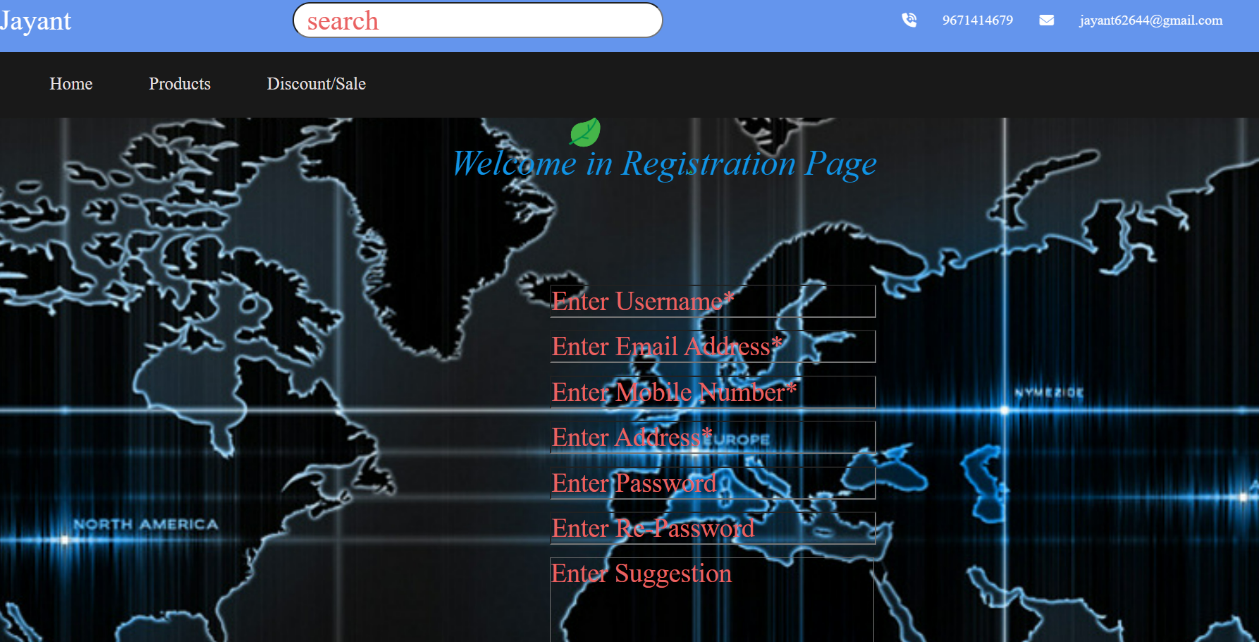 Jayant
search
9671414679
jayant62644@gmail.com
Home
Products
Discount/Sale
Welcome in Registration Page
Enter Username*
Enter Email Address*
Enter Mobile Number*
NYMEZIDE
Enter Address*
EUROPE
Enter Password
Enter Re-Password
NORTH AMERICA
Enter Suggestion